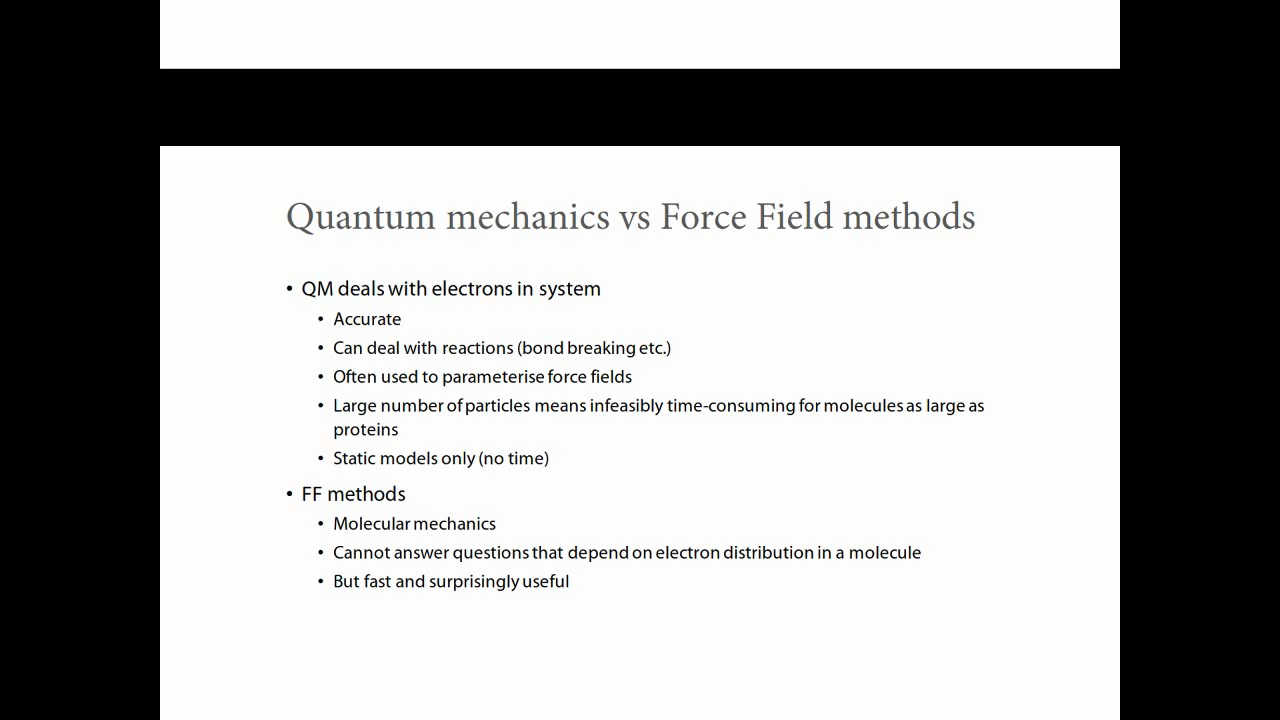 Quantum mechanics vs Force Field methods
• QM deals with electrons in system
• Accurate
• Can deal with reactions (bond breaking etc.)
• Often used to parameterise force fields
• Large number of particles means infeasibly time-consuming for molecules as large as
proteins
• Static models only (no time)
• FF methods
• Molecular mechanics
• Cannot answer questions that depend on electron distribution in a molecule
• But fast and surprisingly useful